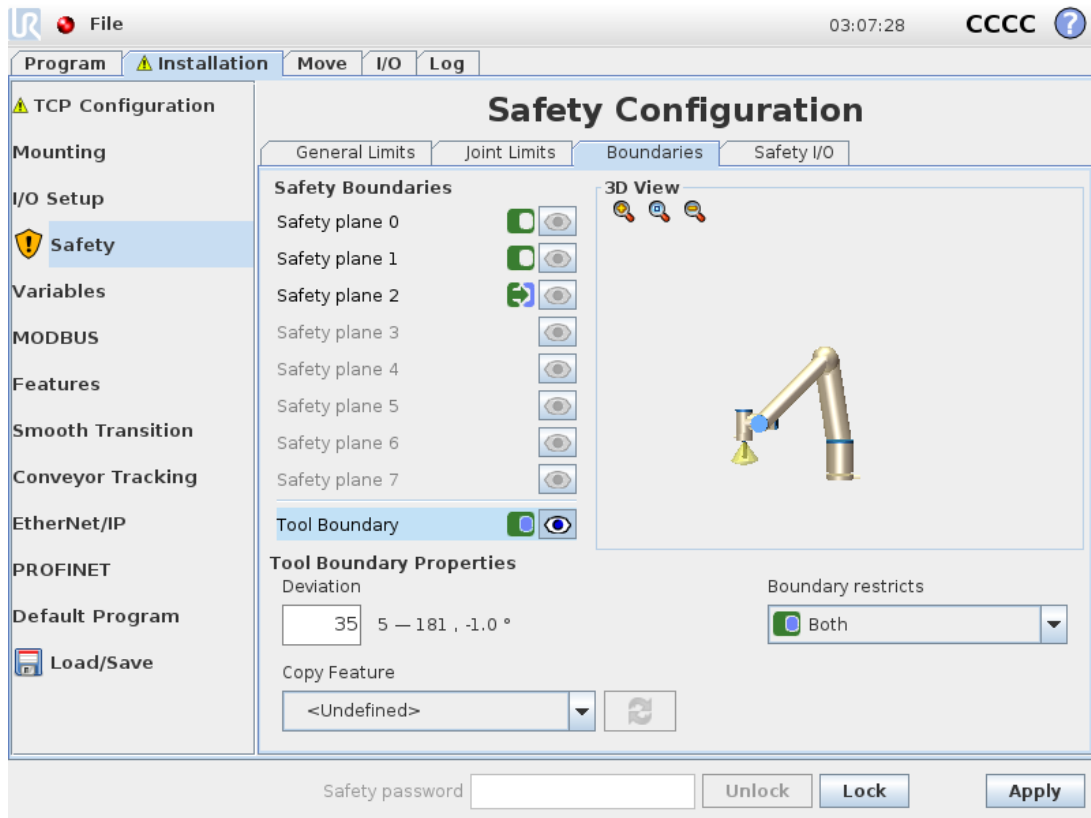 UR File 03:07:28 CCCC ?
Program Installation Move I/O Log
TCP Configuration
Mounting
I/O Setup
Safety
Variables
MODBUS
Features
Smooth Transition
Conveyor Tracking
EtherNet/IP
PROFINET
Default Program
Load/Save
Safety Configuration
General Limits Joint Limits Boundaries Safety I/O
Safety Boundaries
Safety plane 0
Safety plane 1
Safety plane 2
Safety plane 3
Safety plane 4
Safety plane 5
Safety plane 6
Safety plane 7
Tool Boundary
3D View
Tool Boundary Properties
Deviation
35 5 — 181 , -1.0 °
Boundary restricts
Both
Copy Feature
<Undefined>
Safety password Unlock Lock Apply